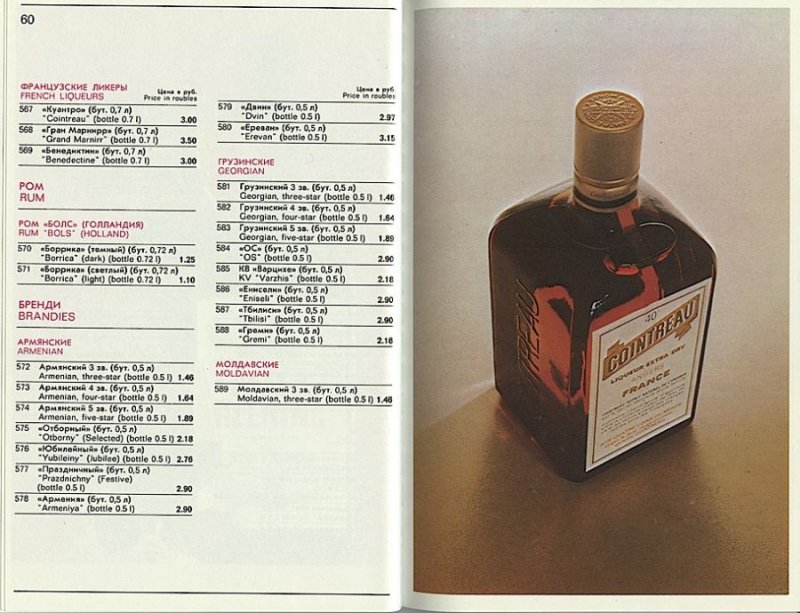 60
ФРАНЦУЗСКИЕ ЛИКЕРЫ
FRENCH LIQUEURS
Цена в руб.
Price in roubles
567 «Куантро» (бут. 0,7 л)
"Cointreau" (bottle 0.7 l) 3.00
568 «Гран Марнирр» (бут. 0,7 л)
"Grand Marnirr" (bottle 0.7 l) 3.50
569 «Бенедиктин» (бут. 0,7 л)
"Benedectine" (bottle 0.7 l) 3.00
РОМ
RUM
РОМ «БОЛС» (ГОЛЛАНДИЯ)
RUM "BOLS" (HOLLAND)
570 «Боррика» (темный) (бут. 0,72 л)
"Borrica" (dark) (bottle 0.72 l) 1.25
571 «Боррика» (светлый) (бут. 0,72 л)
"Borrica" (light) (bottle 0.72 l) 1.10
БРЕНДИ
BRANDIES
АРМЯНСКИЕ
ARMENIAN
572 Армянский 3 зв. (бут. 0,5 л)
Armenian, three-star (bottle 0.5 l) 1.46
573 Армянский 4 зв. (бут. 0,5 л)
Armenian, four-star (bottle 0.5 l) 1.64
574 Армянский 5 зв. (бут. 0,5 л)
Armenian, five-star (bottle 0.5 l) 1.89
575 «Отборный» (бут. 0,5 л)
"Otborny" (Selected) (bottle 0.5 l) 2.18
576 «Юбилейный» (бут. 0,5 л)
"Yubileiny" (Jubilee) (bottle 0.5 l) 2.76
577 «Праздничный» (бут. 0,5 л)
"Prazdnichny" (Festive)
(bottle 0.5 l) 2.90
578 «Армения» (бут. 0,5 л)
"Armeniya" (bottle 0.5 l) 2.90
Цена в руб.
Price in roubles
579 «Двин» (бут. 0,5 л)
"Dvin" (bottle 0.5 l) 2.97
580 «Ереван» (бут. 0,5 л)
"Erevan" (bottle 0.5 l) 3.15
ГРУЗИНСКИЕ
GEORGIAN
581 Грузинский 3 зв. (бут. 0,5 л)
Georgian, three-star (bottle 0.5 l) 1.46
582 Грузинский 4 зв. (бут. 0,5 л)
Georgian, four-star (bottle 0.5 l) 1.64
583 Грузинский 5 зв. (бут. 0,5 л)
Georgian, five-star (bottle 0.5 l) 1.89
584 «ОС» (бут. 0,5 л)
"OS" (bottle 0.5 l) 2.90
585 КВ «Варцихе» (бут. 0,5 л)
KV "Varzhis" (bottle 0.5 l) 2.18
586 «Енисели» (бут. 0,5 л)
"Eniseli" (bottle 0.5 l) 2.90
587 «Тбилиси» (бут. 0,5 л)
"Tbilisi" (bottle 0.5 l) 2.90
588 «Греми» (бут. 0,5 л)
"Gremi" (bottle 0.5 l) 2.18
МОЛДАВСКИЕ
MOLDAVIAN
589 Молдавский 3 зв. (бут. 0,5 л)
Moldavian, three-star (bottle 0.5 l) 1.46
40
COINTREAU
LIQUEUR EXTRA DRY
ANGERS
FRANCE